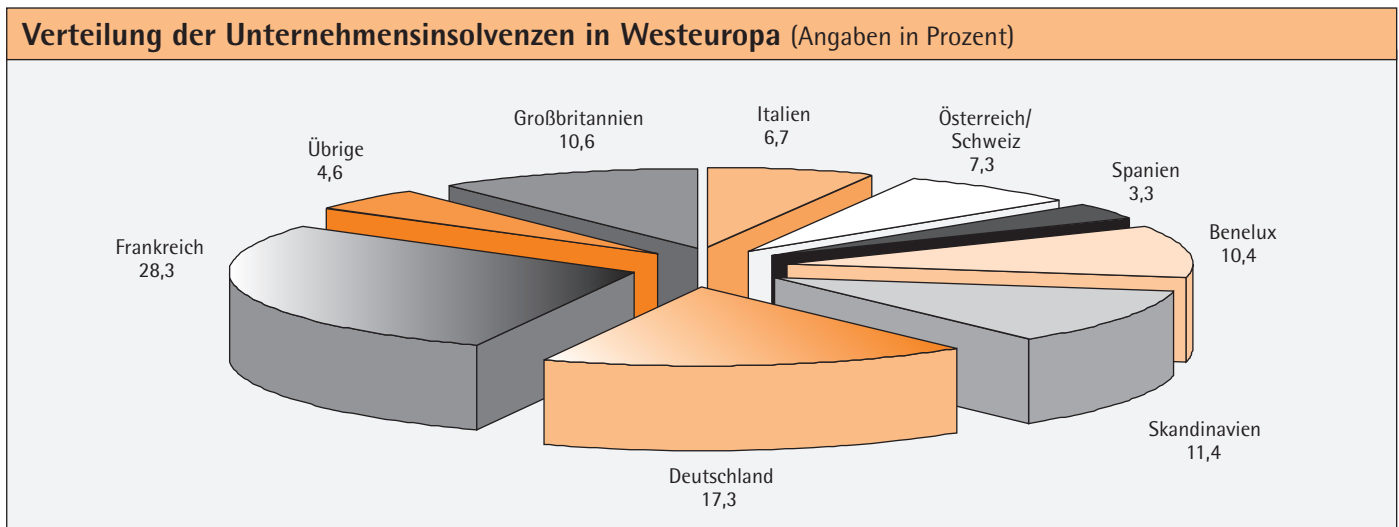 Verteilung der Unternehmensinsolvenzen in Westeuropa (Angaben in Prozent)
Großbritannien
10,6
Italien
6,7
Österreich/
Schweiz
7,3
Übrige
4,6
Spanien
3,3
Frankreich
28,3
Benelux
10,4
Skandinavien
11,4
Deutschland
17,3